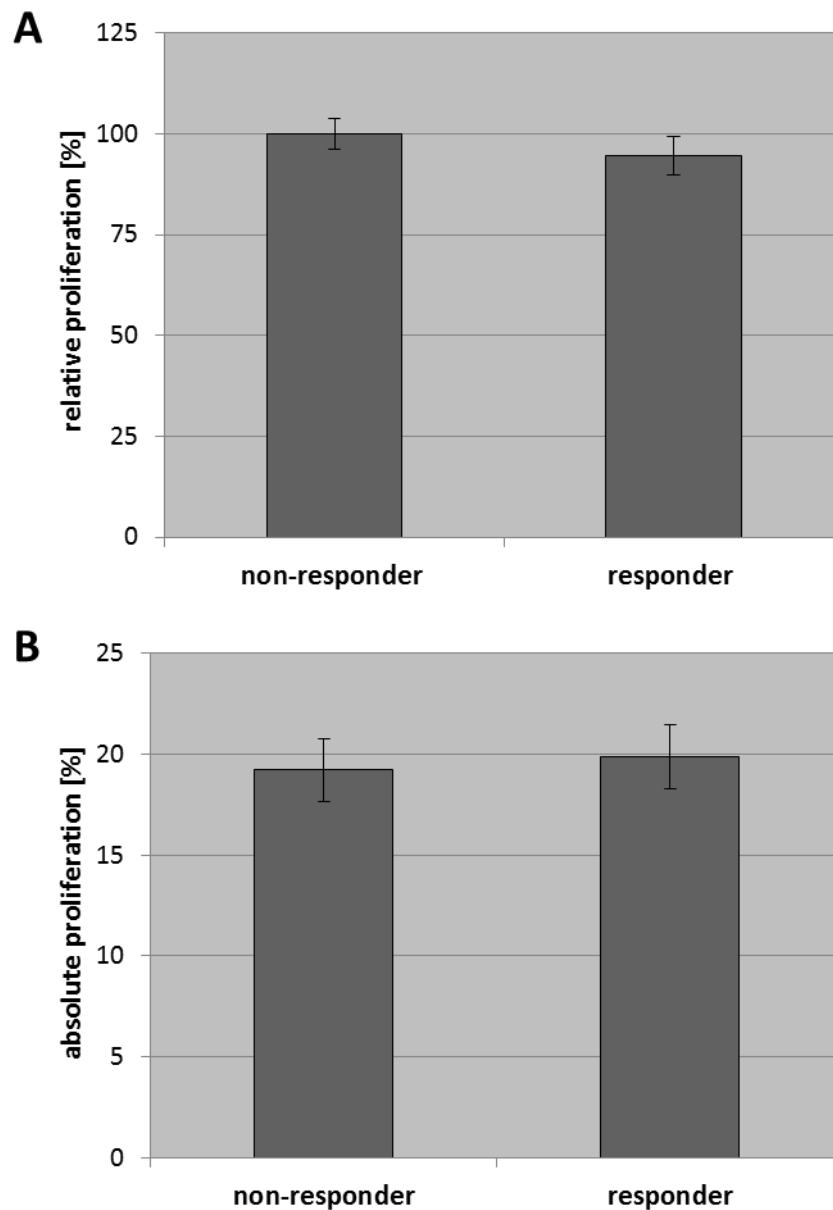 A
relative proliferation [%]
125
100
75
50
25
0
non-responder responder
B
absolute proliferation [%]
25
20
15
10
5
0
non-responder responder